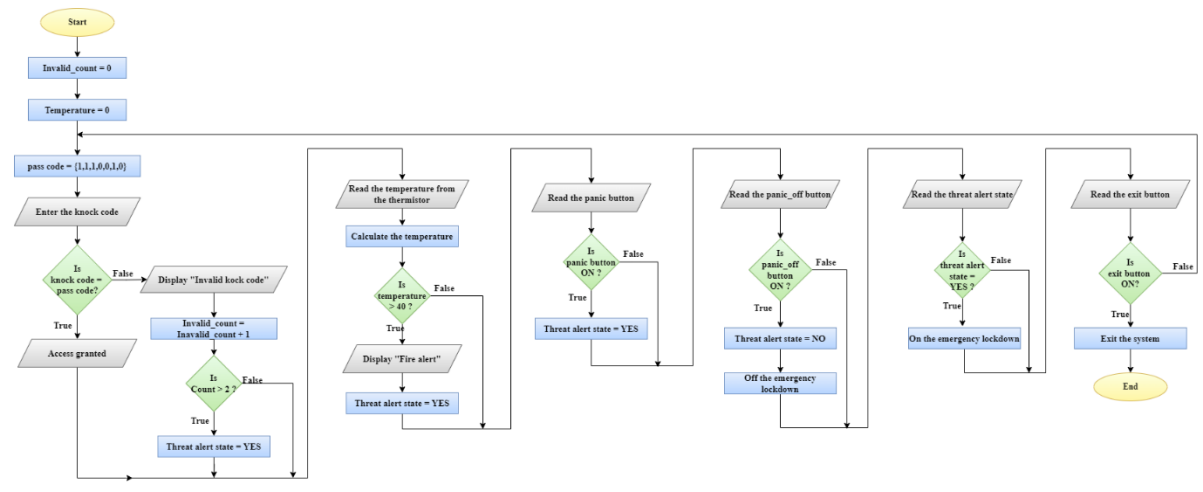 Start
Invalid_count = 0
Temperature = 0
pass code = {1,1,1,0,0,1,0}
Enter the knock code
Is
knock code =
pass code?
False
True
Access granted
Display "Invalid kock code"
Invalid_count =
Inavalid_count + 1
Is
Count > 2 ?
False
True
Threat alert state = YES
Read the temperature from
the thermistor
Calculate the temperature
Is
temperature
> 40 ?
False
True
Display "Fire alert"
Threat alert state = YES
Read the panic button
Is
panic button
ON ?
False
True
Threat alert state = YES
Read the panic_off button
Is
panic_off
button
ON ?
False
True
Threat alert state = NO
Off the emergency
lockdown
Read the threat alert state
Is
threat alert
state =
YES ?
False
True
On the emergency lockdown
Read the exit button
Is
exit button
ON?
False
True
Exit the system
End